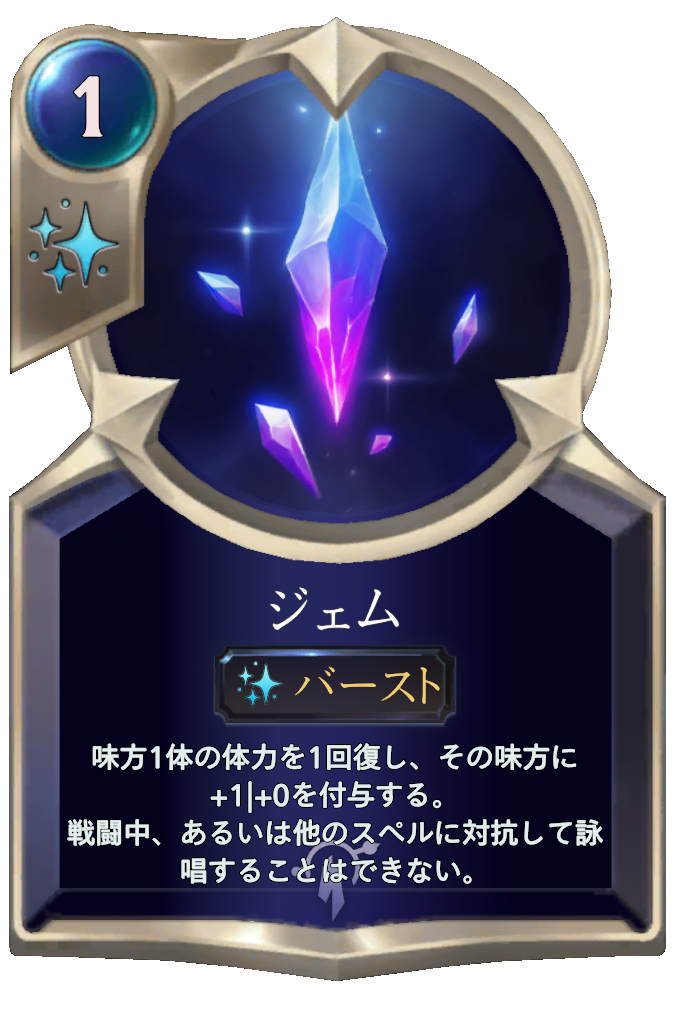 1
ジェム
バースト
味方1体の体力を1回復し、その味方に
+1|+0を付与する。
戦闘中、あるいは他のスペルに対抗して詠
唱することはできない。